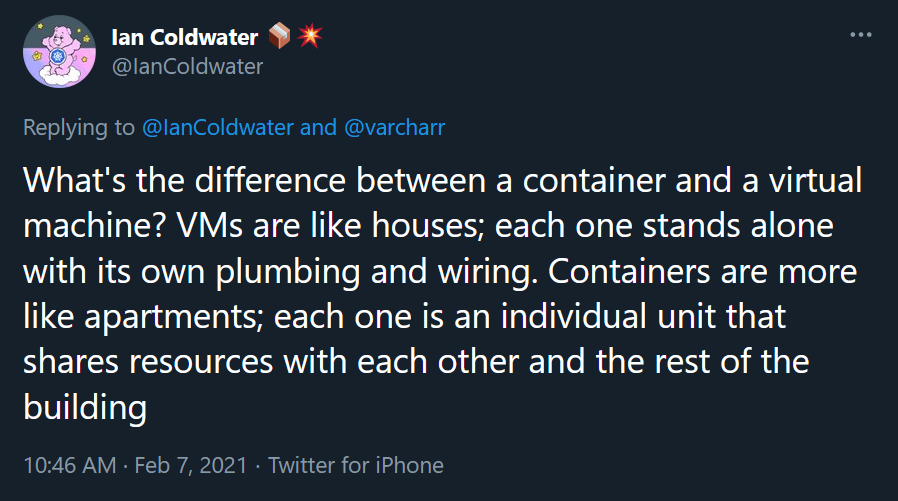 Ian Coldwater 📦💥
@IanColdwater
Replying to @IanColdwater and @varcharr
What's the difference between a container and a virtual
machine? VMs are like houses; each one stands alone
with its own plumbing and wiring. Containers are more
like apartments; each one is an individual unit that
shares resources with each other and the rest of the
building
10:46 AM · Feb 7, 2021 · Twitter for iPhone